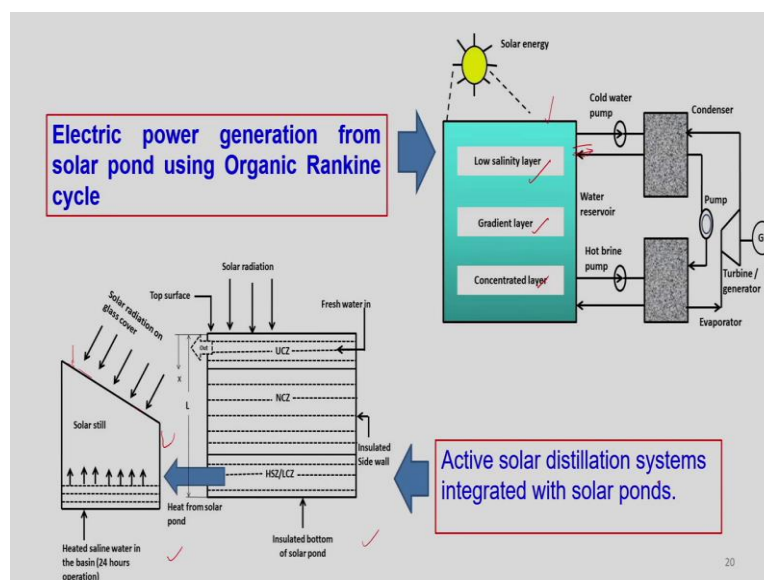 Solar energy
Electric power generation from
solar pond using Organic Rankine
cycle
Cold water
pump
Condenser
Low salinity layer
Gradient layer
Concentrated layer
Water
reservoir
Pump
Hot brine
pump
G
Turbine /
generator
Evaporator
Solar radiation
Top surface
Fresh water in
Solar radiation on
glass cover
Out
UCZ
X
L
NCZ
Solar still
Insulated
Side wall
HSZ/LCZ
Heat from solar
pond
Heated saline water in
the basin (24 hours
operation)
Insulated bottom
of solar pond
Active solar distillation systems
integrated with solar ponds.
20